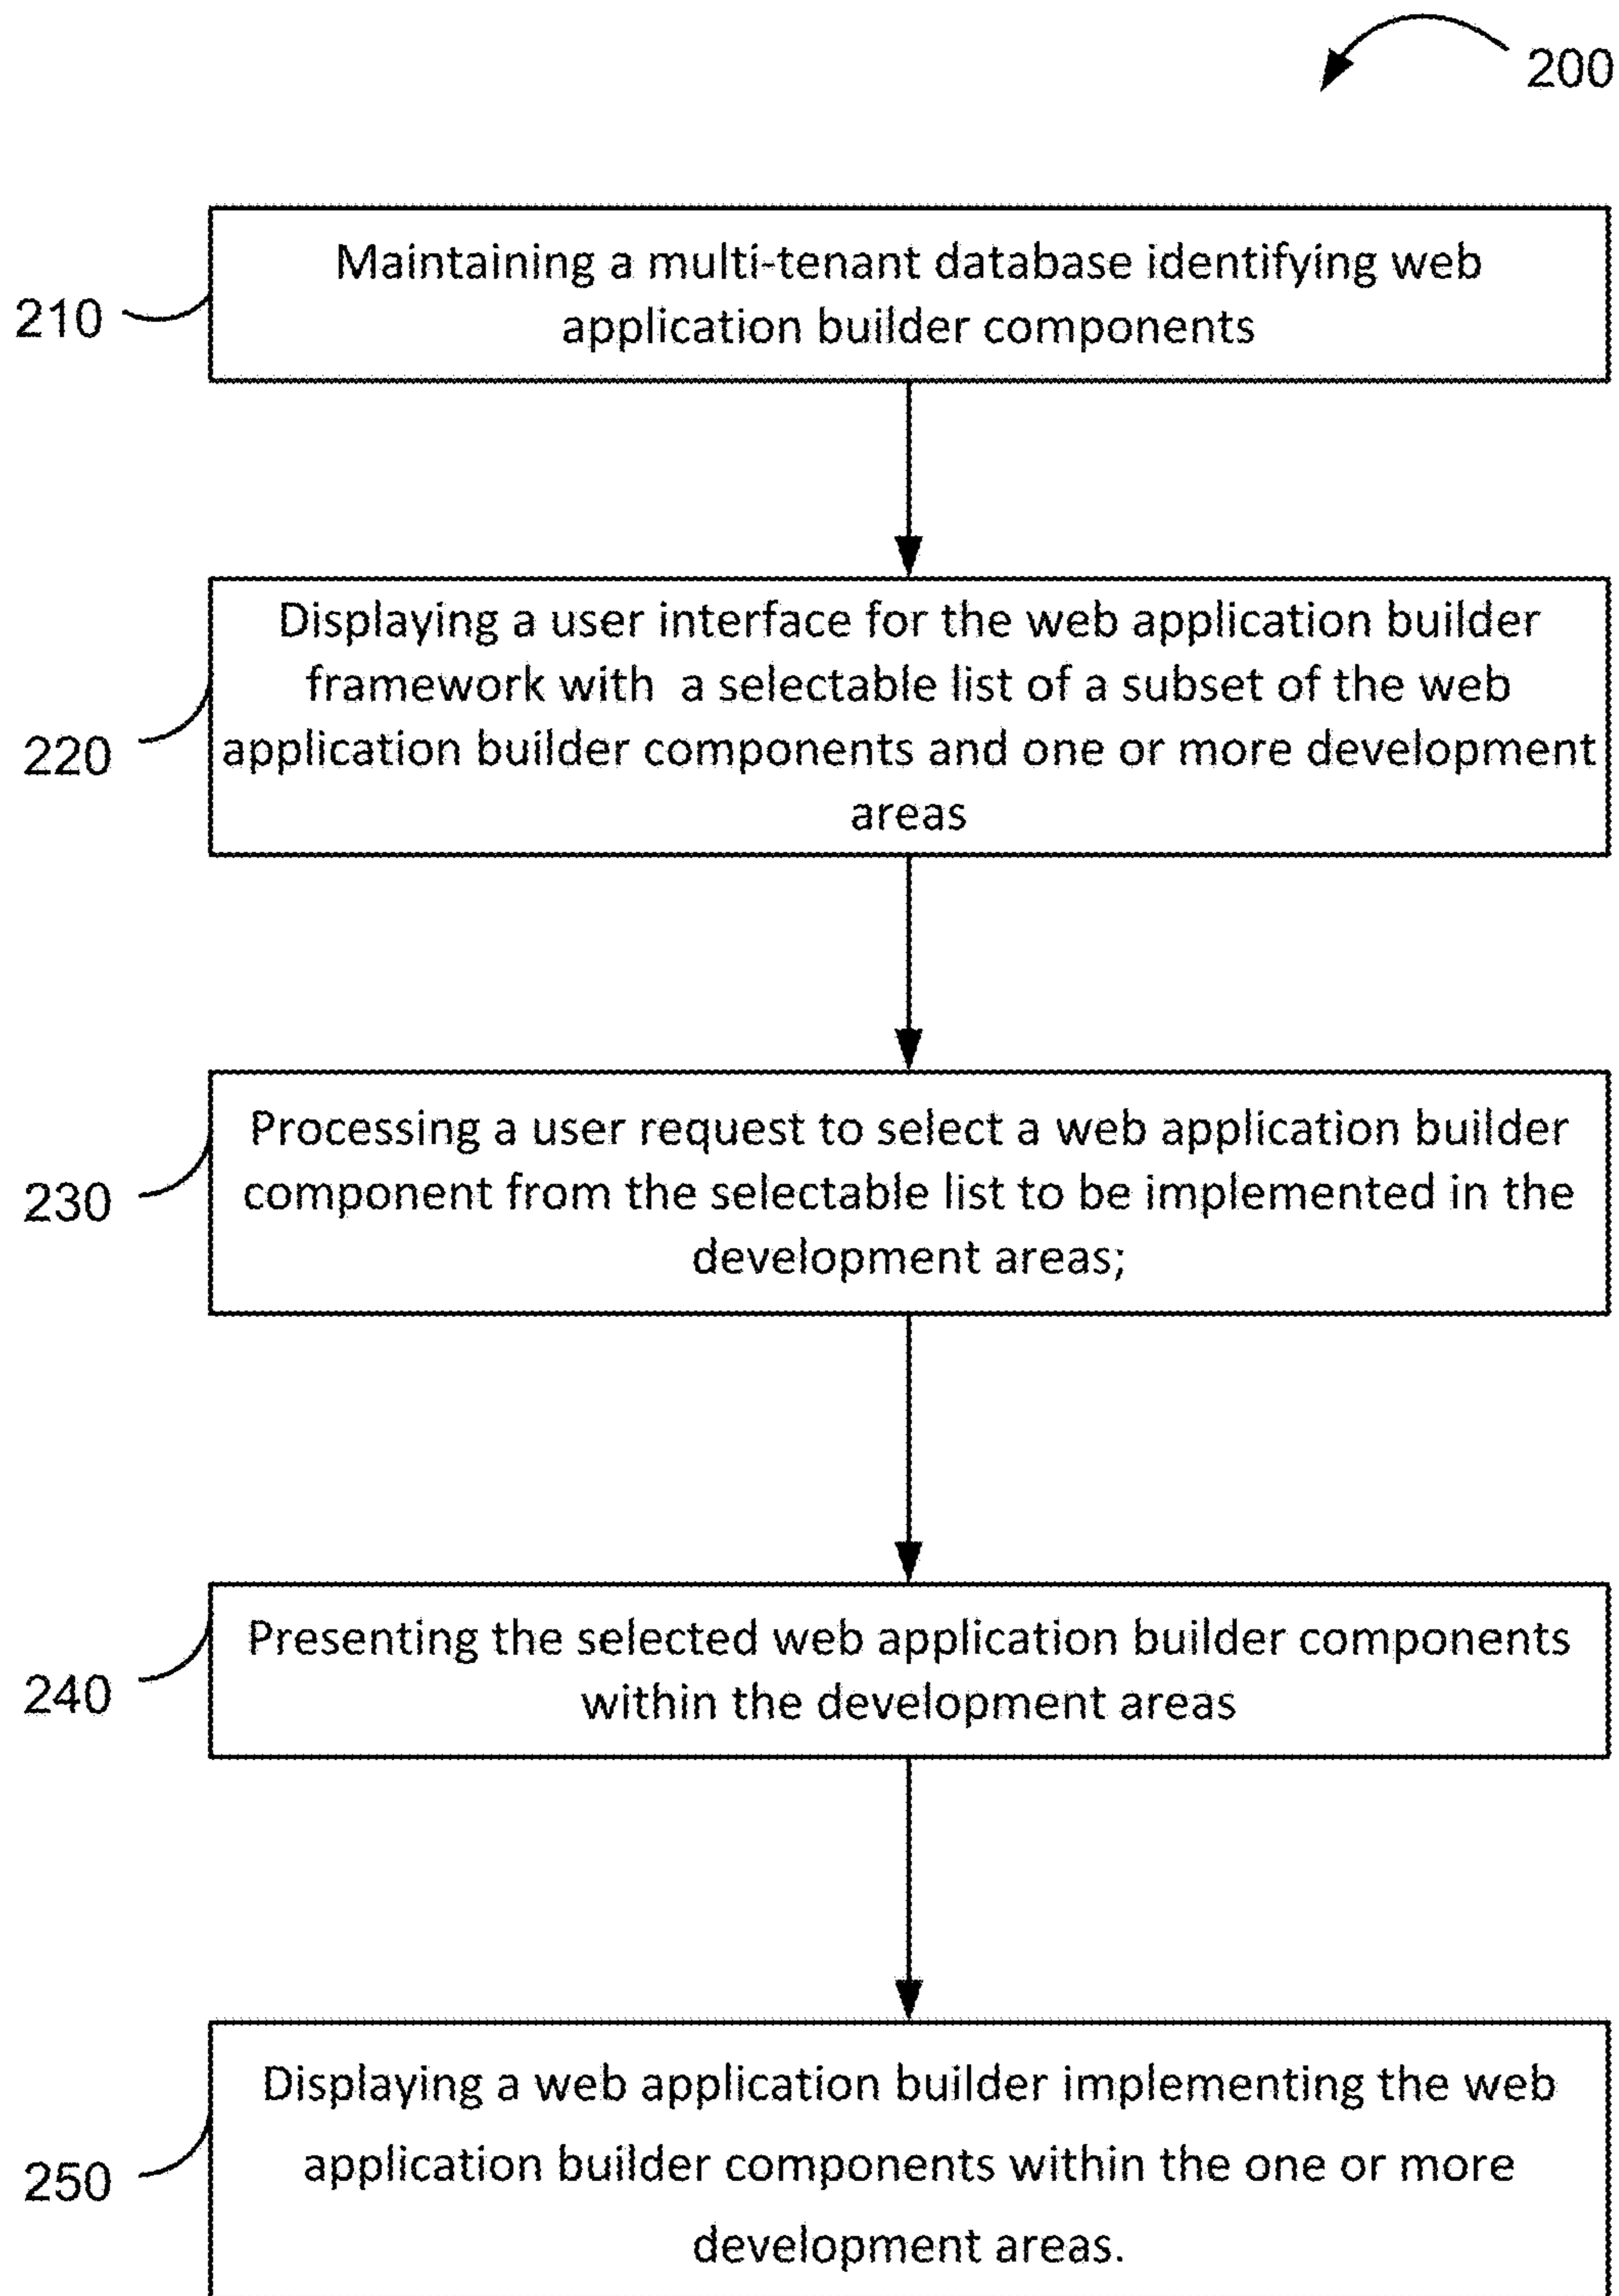 200
210
Maintaining a multi-tenant database identifying web
application builder components
220
Displaying a user interface for the web application builder
framework with a selectable list of a subset of the web
application builder components and one or more development
areas
230
Processing a user request to select a web application builder
component from the selectable list to be implemented in the
development areas;
240
Presenting the selected web application builder components
within the development areas
250
Displaying a web application builder implementing the web
application builder components within the one or more
development areas.